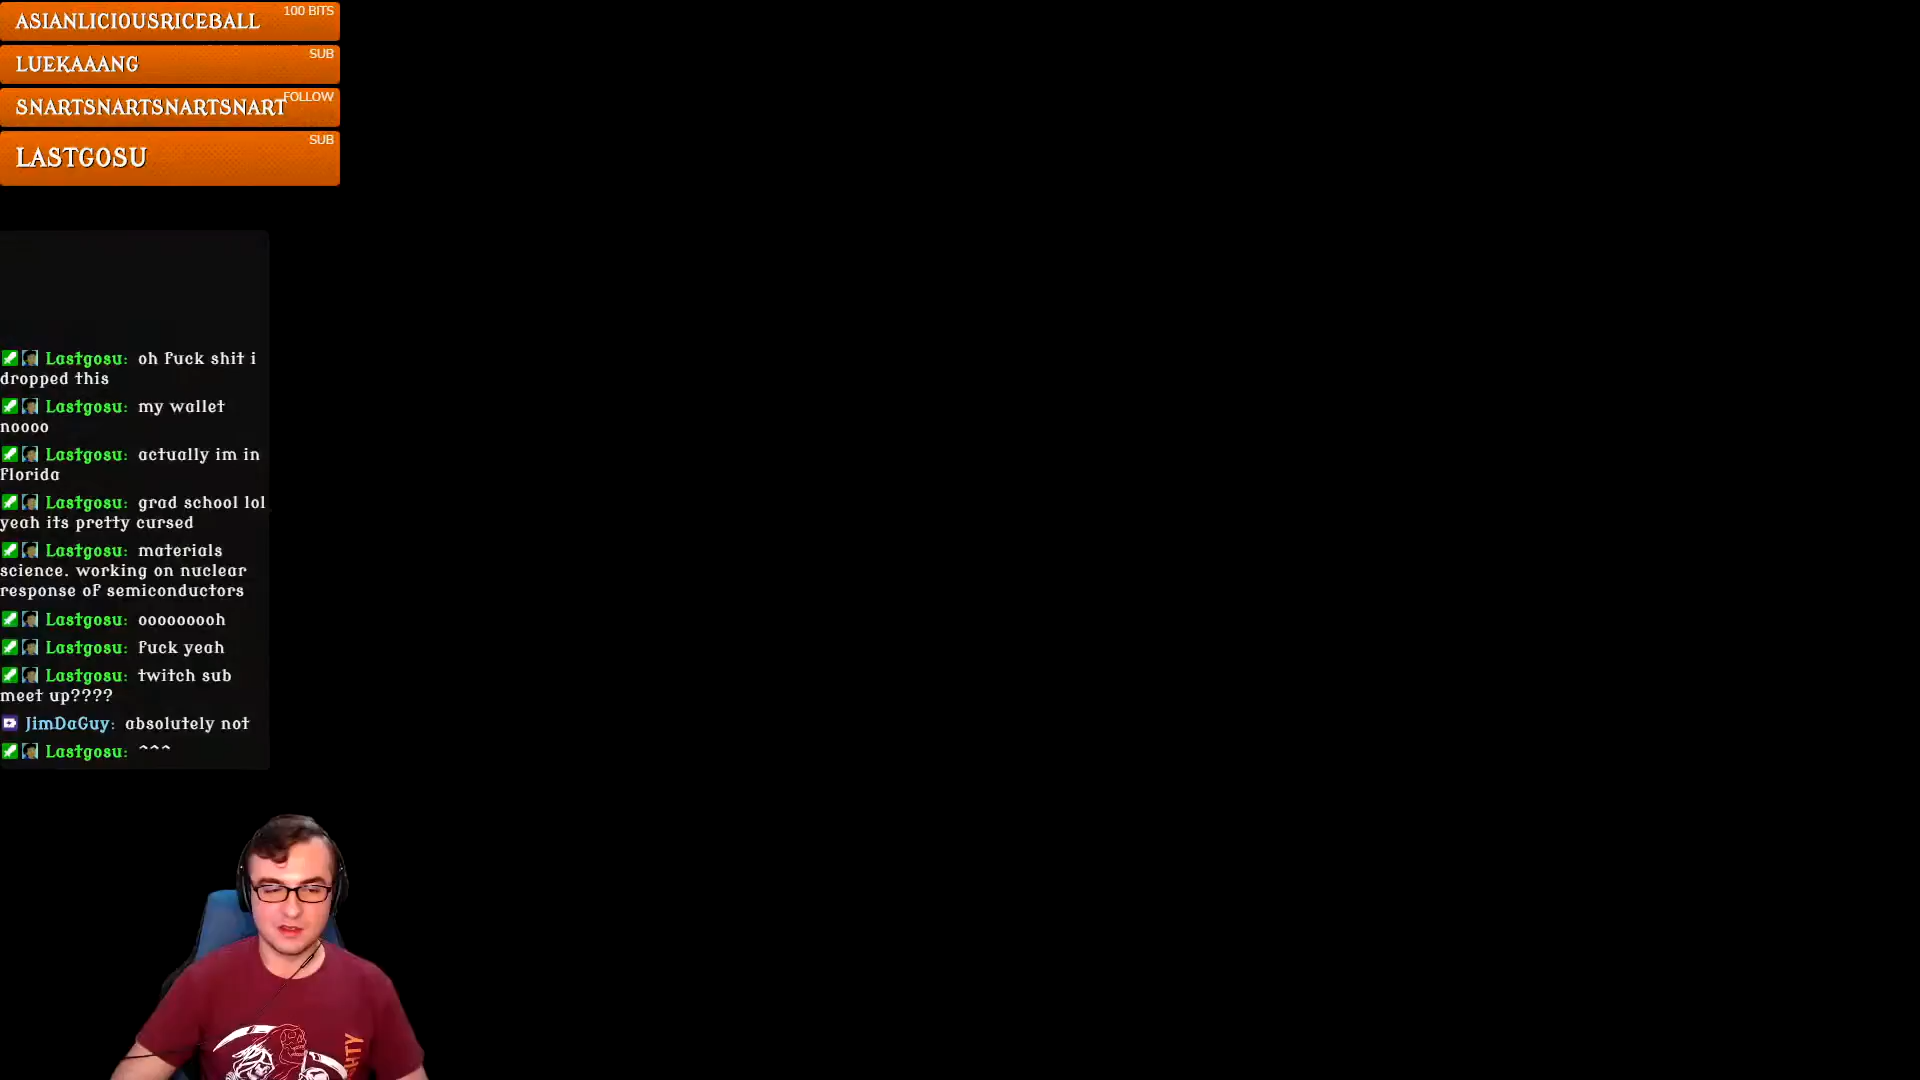 100 BITS
ASIANLICIOUSRICEBALL
SUB
LUEKAAANG
FOLLOW
SNARTSNARTSNARTSNART
SUB
LASTGOSU
Lastgosu: oh fuck shit i
dropped this
Lastgosu: my wallet
noooo
Lastgosu: actually im in
florida
Lastgosu: grad school lol
yeah its pretty cursed
Lastgosu: materials
science. working on nuclear
response of semiconductors
Lastgosu: ooooooooh
Lastgosu: fuck yeah
Lastgosu: twitch sub
meet up????
JimDaGuy: absolutely not
Lastgosu: ^^^